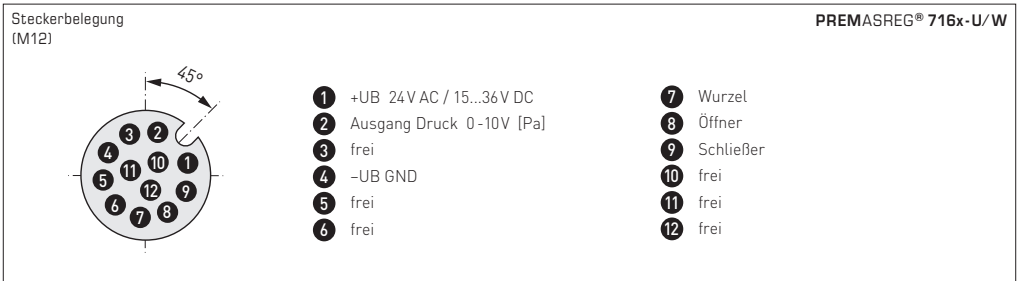 Steckerbelegung
(M12)
PREMASREG® 716x-U/W
45°
3 2
4 10 1
11
5 12 9
6 7 8
1 +UB 24 V AC / 15...36 V DC
2 Ausgang Druck 0-10V [Pa]
3 frei
4 –UB GND
5 frei
6 frei
7 Wurzel
8 Öffner
9 Schließer
10 frei
11 frei
12 frei